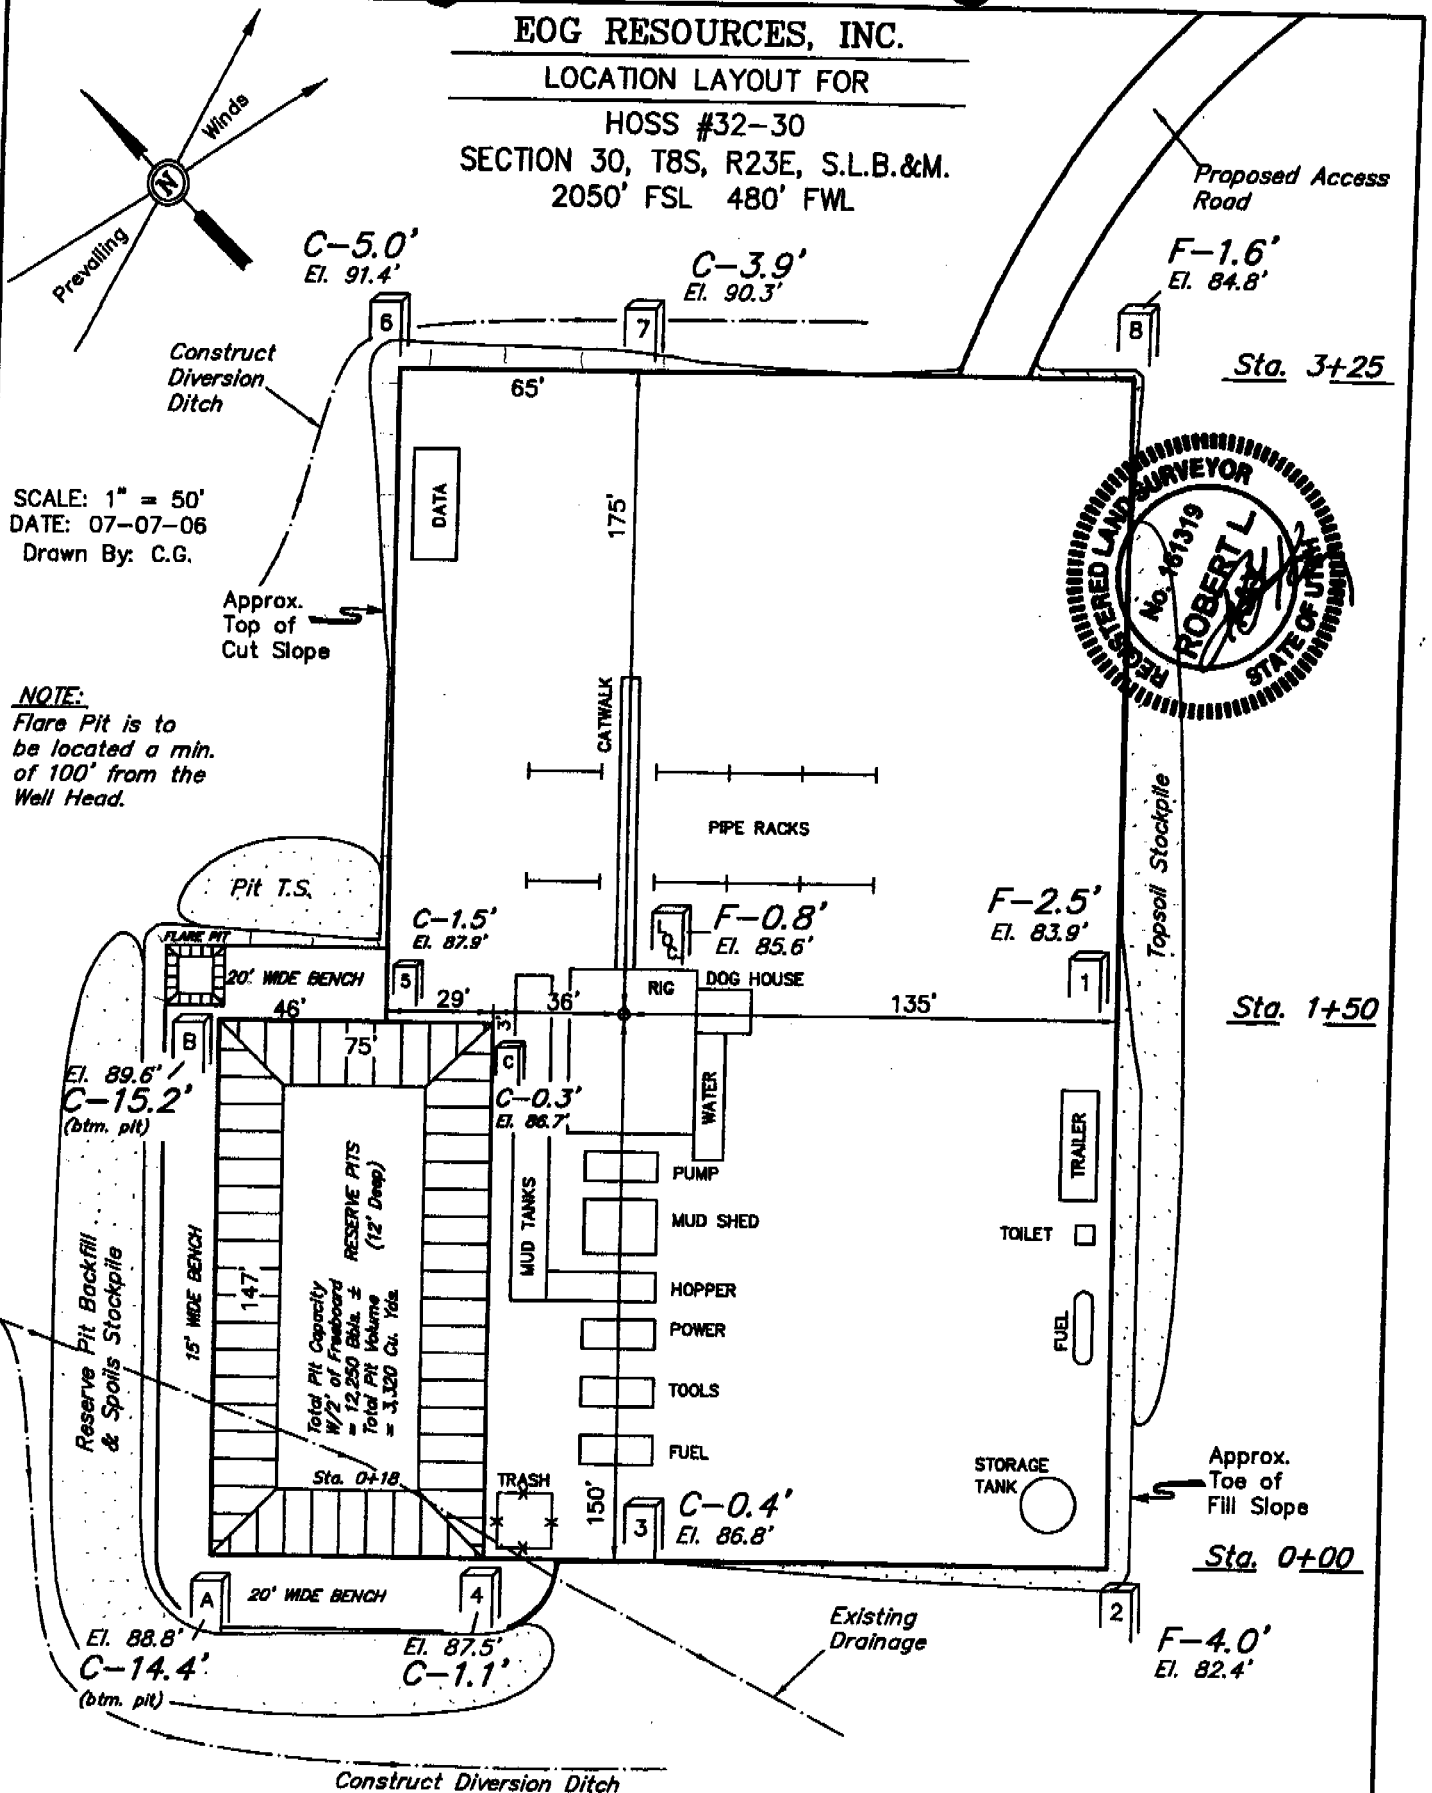 EOG RESOURCES, INC.
LOCATION LAYOUT FOR
HOSS #32-30
SECTION 30, T8S, R23E, S.L.B.&M.
2050' FSL 480' FWL
Winds
N
Prevailing
Proposed Access
Road
C-5.0'
El. 91.4'
C-3.9'
El. 90.3'
F-1.6'
El. 84.8'
6
7
8
Construct
Diversion
Ditch
65'
Sta. 3+25
DATA
175'
REGISTERED LAND SURVEYOR
No. 161319
ROBERT L.
STATE OF UTAH
SCALE: 1" = 50'
DATE: 07-07-06
Drawn By: C.G.
Approx.
Top of
Cut Slope
NOTE:
Flare Pit is to
be located a min.
of 100' from the
Well Head.
CATWALK
PIPE RACKS
Topsoil Stockpile
Pit T.S.
C-1.5'
El. 87.9'
LOC.
F-0.8'
El. 85.6'
F-2.5'
El. 83.9'
FLARE PIT
20' WIDE BENCH
5
RIG
DOG HOUSE
1
46'
29'
36'
135'
Sta. 1+50
3'
B
75'
C
El. 89.6'
C-15.2'
(btm. pit)
C-0.3'
El. 86.7'
WATER
TRAILER
RESERVE PITS
(12' Deep)
MUD TANKS
PUMP
MUD SHED
TOILET
Reserve Pit Backfill
& Spoils Stockpile
15' WIDE BENCH
147'
Total Pit Capacity
W/2' of Freeboard
= 12,250 Bbls. ±
Total Pit Volume
= 3,320 Cu. Yds.
HOPPER
POWER
FUEL
TOOLS
FUEL
Sta. 0+18
TRASH
STORAGE
TANK
Approx.
Toe of
Fill Slope
150'
3
C-0.4'
El. 86.8'
Sta. 0+00
A
20' WIDE BENCH
4
2
El. 88.8'
C-14.4'
(btm. pit)
El. 87.5'
C-1.1'
Existing
Drainage
F-4.0'
El. 82.4'
Construct Diversion Ditch